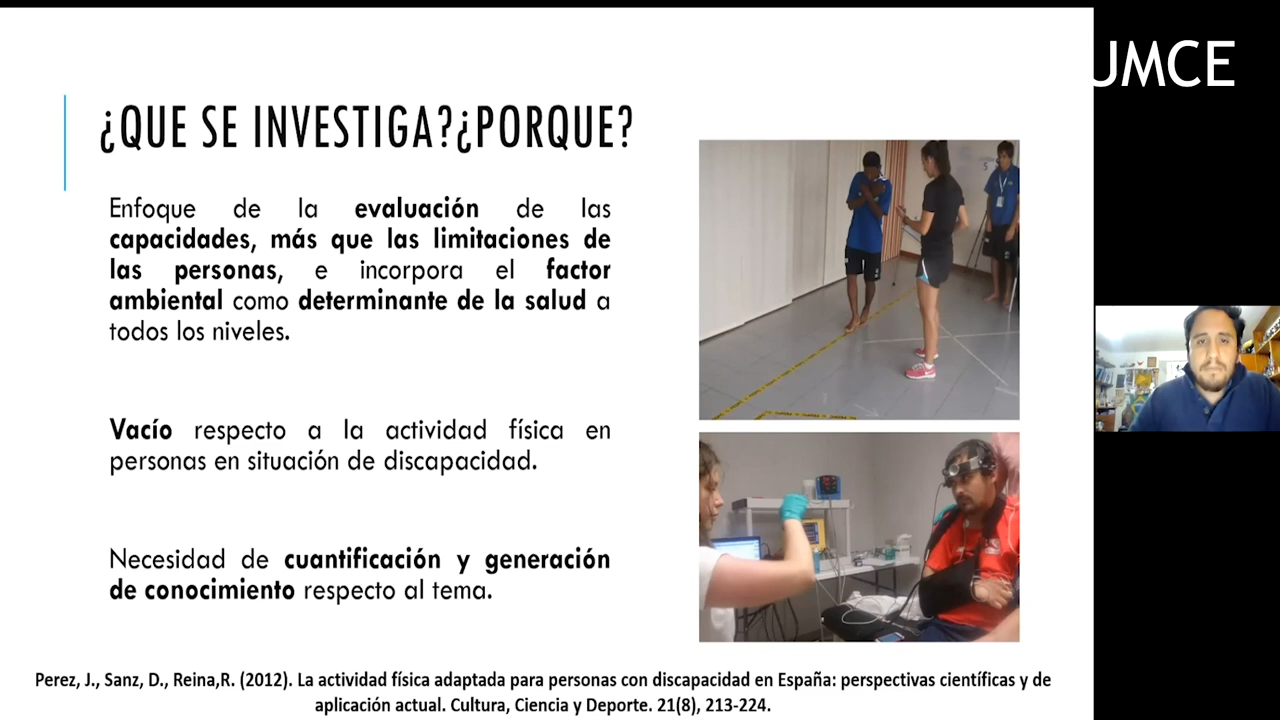 ¿QUE SE INVESTIGA?¿PORQUE?
Enfoque de la evaluación de las
capacidades, más que las limitaciones de
las personas, e incorpora el factor
ambiental como determinante de la salud a
todos los niveles.
Vacío respecto a la actividad física en
personas en situación de discapacidad.
Necesidad de cuantificación y generación
de conocimiento respecto al tema.
Perez, J., Sanz, D., Reina,R. (2012). La actividad física adaptada para personas con discapacidad en España: perspectivas científicas y de
aplicación actual. Cultura, Ciencia y Deporte. 21(8), 213-224.
UMCE